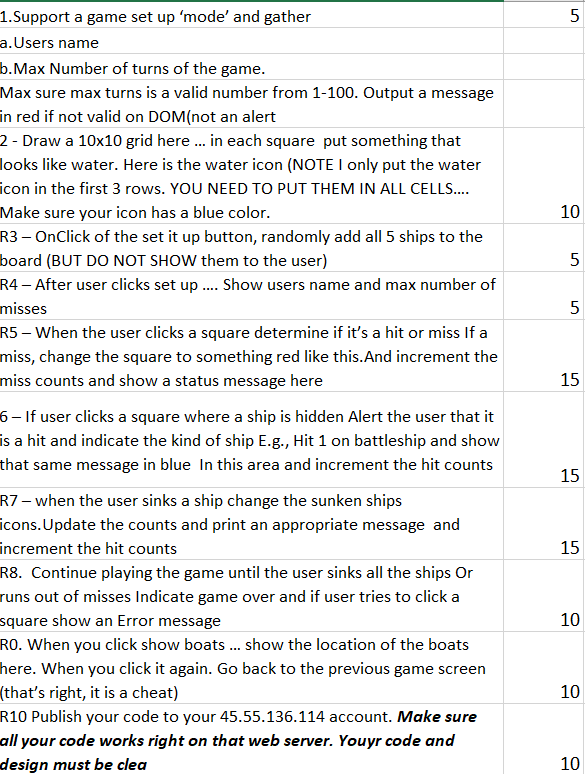 1.Support a game set up ‘mode’ and gather 5
a.Users name
b.Max Number of turns of the game.
Max sure max turns is a valid number from 1-100. Output a message
in red if not valid on DOM(not an alert
2 - Draw a 10x10 grid here ... in each square  put something that
looks like water. Here is the water icon (NOTE I only put the water
icon in the first 3 rows. YOU NEED TO PUT THEM IN ALL CELLS....
Make sure your icon has a blue color. 10
R3 – OnClick of the set it up button, randomly add all 5 ships to the
board (BUT DO NOT SHOW them to the user) 5
R4 – After user clicks set up .... Show users name and max number of
misses 5
R5 – When the user clicks a square determine if it’s a hit or miss If a
miss, change the square to something red like this.And increment the
miss counts and show a status message here 15
6 – If user clicks a square where a ship is hidden Alert the user that it
is a hit and indicate the kind of ship E.g., Hit 1 on battleship and show
that same message in blue  In this area and increment the hit counts 15
R7 – when the user sinks a ship change the sunken ships
icons.Update the counts and print an appropriate message  and
increment the hit counts 15
R8.  Continue playing the game until the user sinks all the ships Or
runs out of misses Indicate game over and if user tries to click a
square show an Error message 10
R0. When you click show boats ... show the location of the boats
here. When you click it again. Go back to the previous game screen
(that’s right, it is a cheat) 10
R10 Publish your code to your 45.55.136.114 account. Make sure
all your code works right on that web server. Youyr code and
design must be clea 10